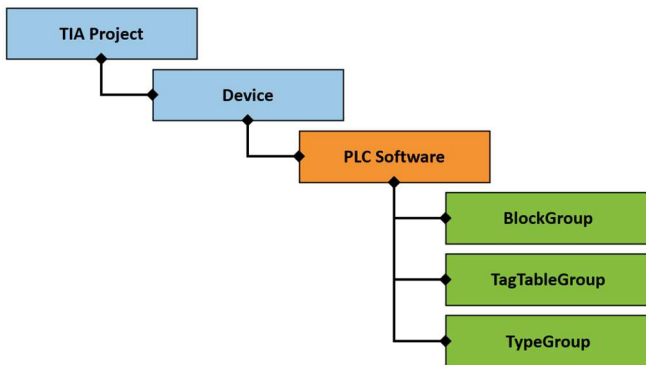 TIA Project
Device
PLC Software
BlockGroup
TagTableGroup
TypeGroup